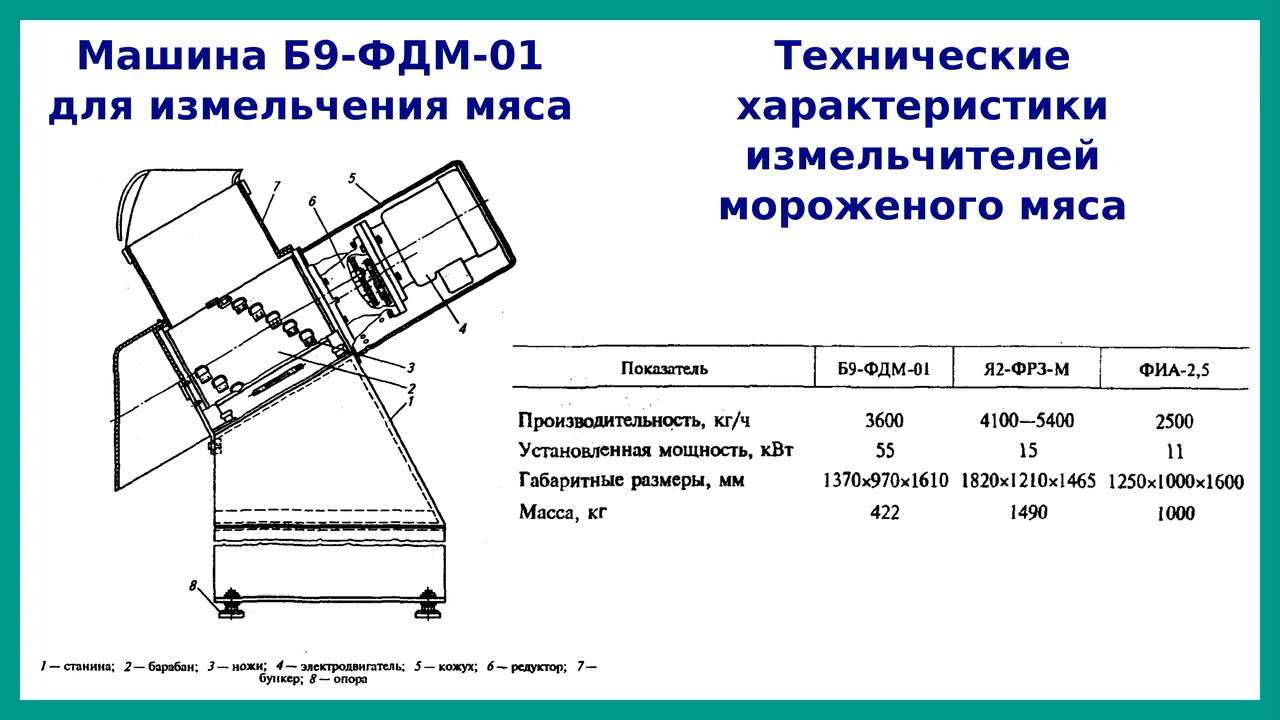 Машина Б9-ФДМ-01
для измельчения мяса
Технические
характеристики
измельчителей
мороженого мяса
7
5
6
4
3
2
1
8
1 — станина; 2 — барабан; 3 — ножи; 4 — электродвигатель; 5 — кожух; 6 — редуктор; 7 —
бункер; 8 — опора
Показатель Б9-ФДМ-01 Я2-ФРЗ-М ФИА-2,5
Производительность, кг/ч 3600 4100—5400 2500
Установленная мощность, кВт 55 15 11
Габаритные размеры, мм 1370×970×1610 1820×1210×1465 1250×1000×1600
Масса, кг 422 1490 1000